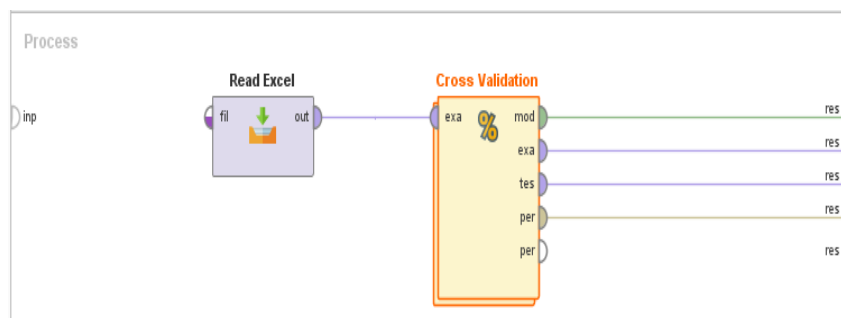 Process
Read Excel
Cross Validation
inp
fil
out
exa
%
mod
res
exa
res
tes
res
per
res
per
res